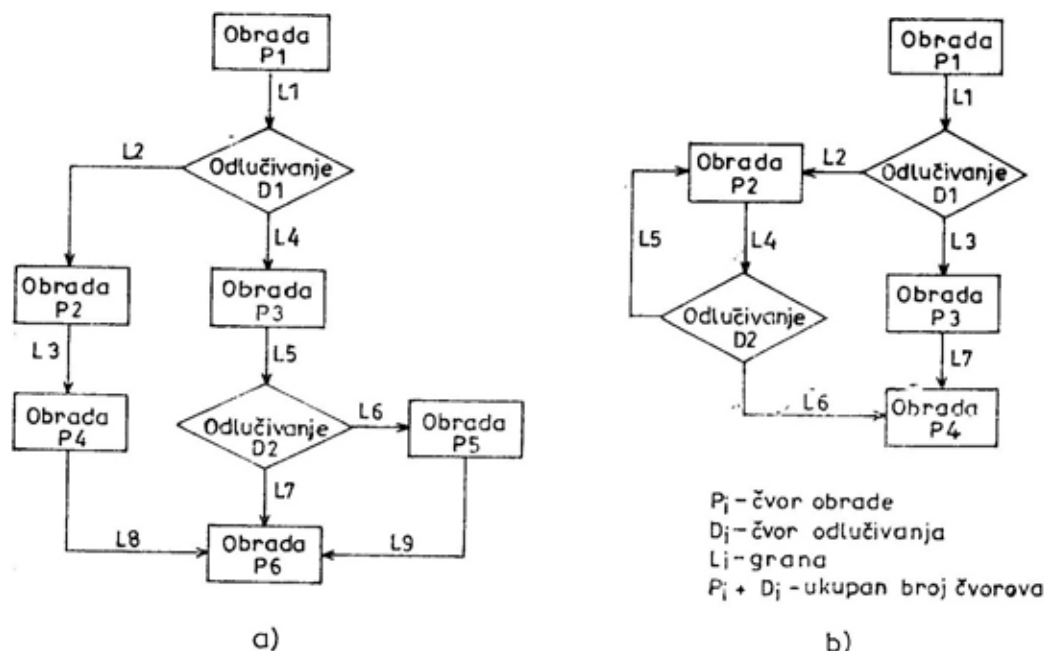 Obrada
P1
L1
L2
Odlučivanje
D1
L4
Obrada
P2
Obrada
P3
L3
L5
Obrada
P4
Odlučivanje
D2
L6
Obrada
P5
L7
L8
Obrada
P6
L9
a)
Obrada
P1
L1
Obrada
P2
L2
Odlučivanje
D1
L5
L4
L3
Odlučivanje
D2
Obrada
P3
L7
L6
Obrada
P4
Pi - čvor obrade
Di - čvor odlučivanja
Li - grana
Pi + Di - ukupan broj čvorova
b)